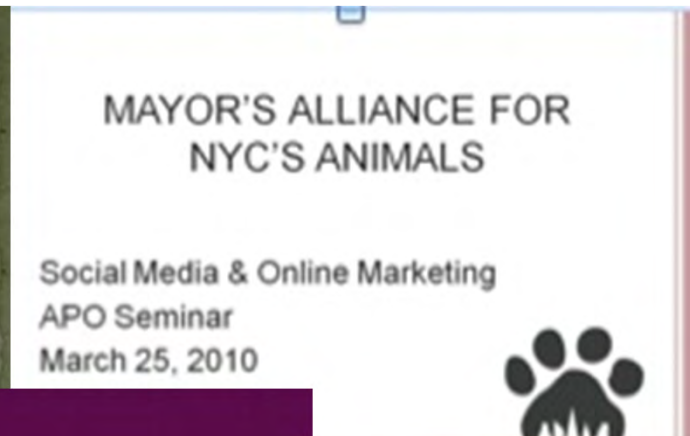 MAYOR'S ALLIANCE FOR
NYC'S ANIMALS
Social Media & Online Marketing
APO Seminar
March 25, 2010